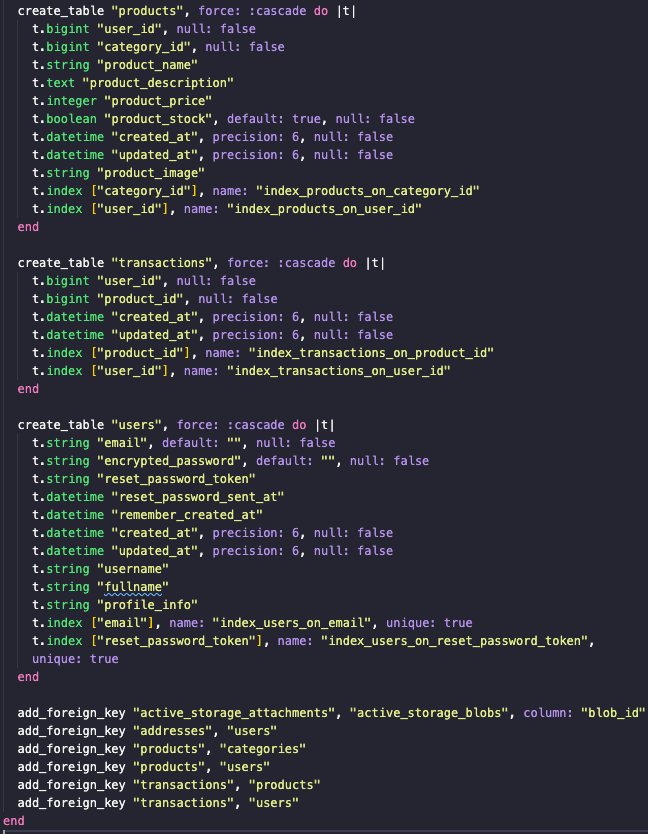 create_table "products", force: :cascade do |t|
t.bigint "user_id", null: false
t.bigint "category_id", null: false
t.string "product_name"
t.text "product_description"
t.integer "product_price"
t.boolean "product_stock", default: true, null: false
t.datetime "created_at", precision: 6, null: false
t.datetime "updated_at", precision: 6, null: false
t.string "product_image"
t.index ["category_id"], name: "index_products_on_category_id"
t.index ["user_id"], name: "index_products_on_user_id"
end
create_table "transactions", force: :cascade do |t|
t.bigint "user_id", null: false
t.bigint "product_id", null: false
t.datetime "created_at", precision: 6, null: false
t.datetime "updated_at", precision: 6, null: false
t.index ["product_id"], name: "index_transactions_on_product_id"
t.index ["user_id"], name: "index_transactions_on_user_id"
end
create_table "users", force: :cascade do |t|
t.string "email", default: "", null: false
t.string "encrypted_password", default: "", null: false
t.string "reset_password_token"
t.datetime "reset_password_sent_at"
t.datetime "remember_created_at"
t.datetime "created_at", precision: 6, null: false
t.datetime "updated_at", precision: 6, null: false
t.string "username"
t.string "fullname"
t.string "profile_info"
t.index ["email"], name: "index_users_on_email", unique: true
t.index ["reset_password_token"], name: "index_users_on_reset_password_token",
unique: true
end
add_foreign_key "active_storage_attachments", "active_storage_blobs", column: "blob_id"
add_foreign_key "addresses", "users"
add_foreign_key "products", "categories"
add_foreign_key "products", "users"
add_foreign_key "transactions", "products"
add_foreign_key "transactions", "users"
end